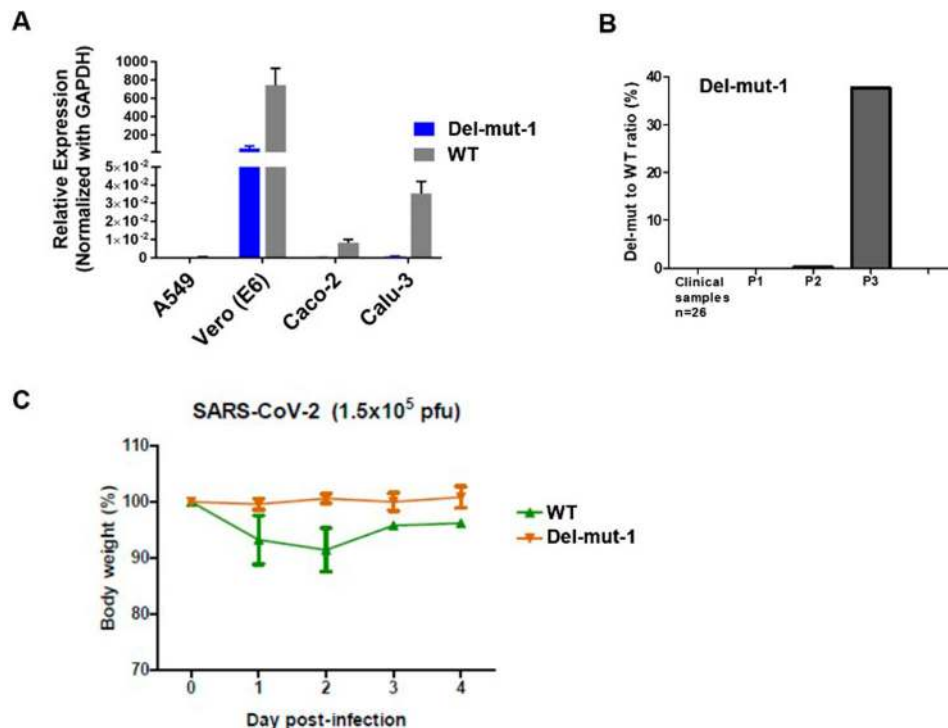 A
Relative Expression
(Normalized with GAPDH)
1000
800
600
400
200
5×10⁻²
4×10⁻²
3×10⁻²
2×10⁻²
1×10⁻²
0
A549
Vero (E6)
Caco-2
Calu-3
Del-mut-1
WT
B
Del-mut-1
Del-mut to WT ratio (%)
40
30
20
10
0
Clinical
samples
n=26
P1
P2
P3
C
SARS-CoV-2 (1.5x10⁵ pfu)
Body weight (%)
110
100
90
80
70
0
1
2
3
4
Day post-infection
WT
Del-mut-1